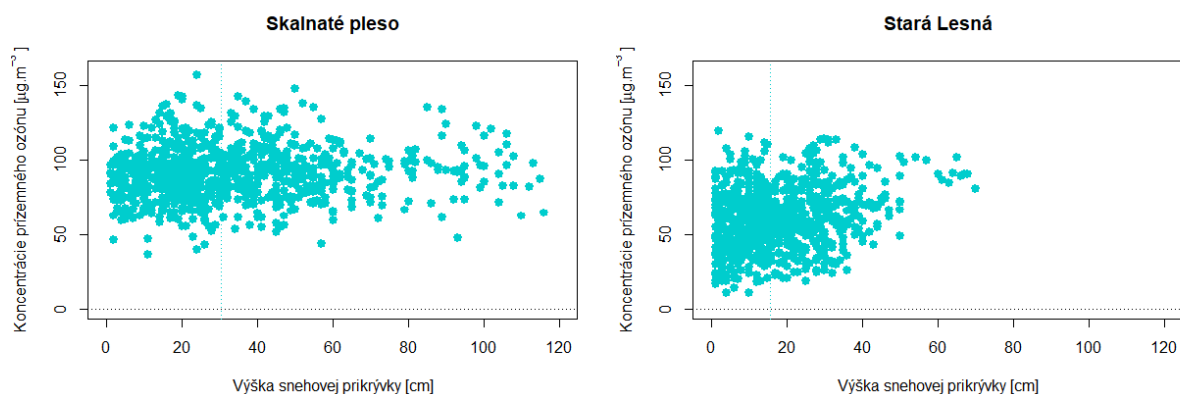 Skalnaté pleso
Koncentrácie prízemného ozónu [µg.m⁻³ ]
150
100
50
0
0 20 40 60 80 100 120
Výška snehovej prikrývky [cm]
Stará Lesná
Koncentrácie prízemného ozónu [µg.m⁻³ ]
150
100
50
0
0 20 40 60 80 100 120
Výška snehovej prikrývky [cm]